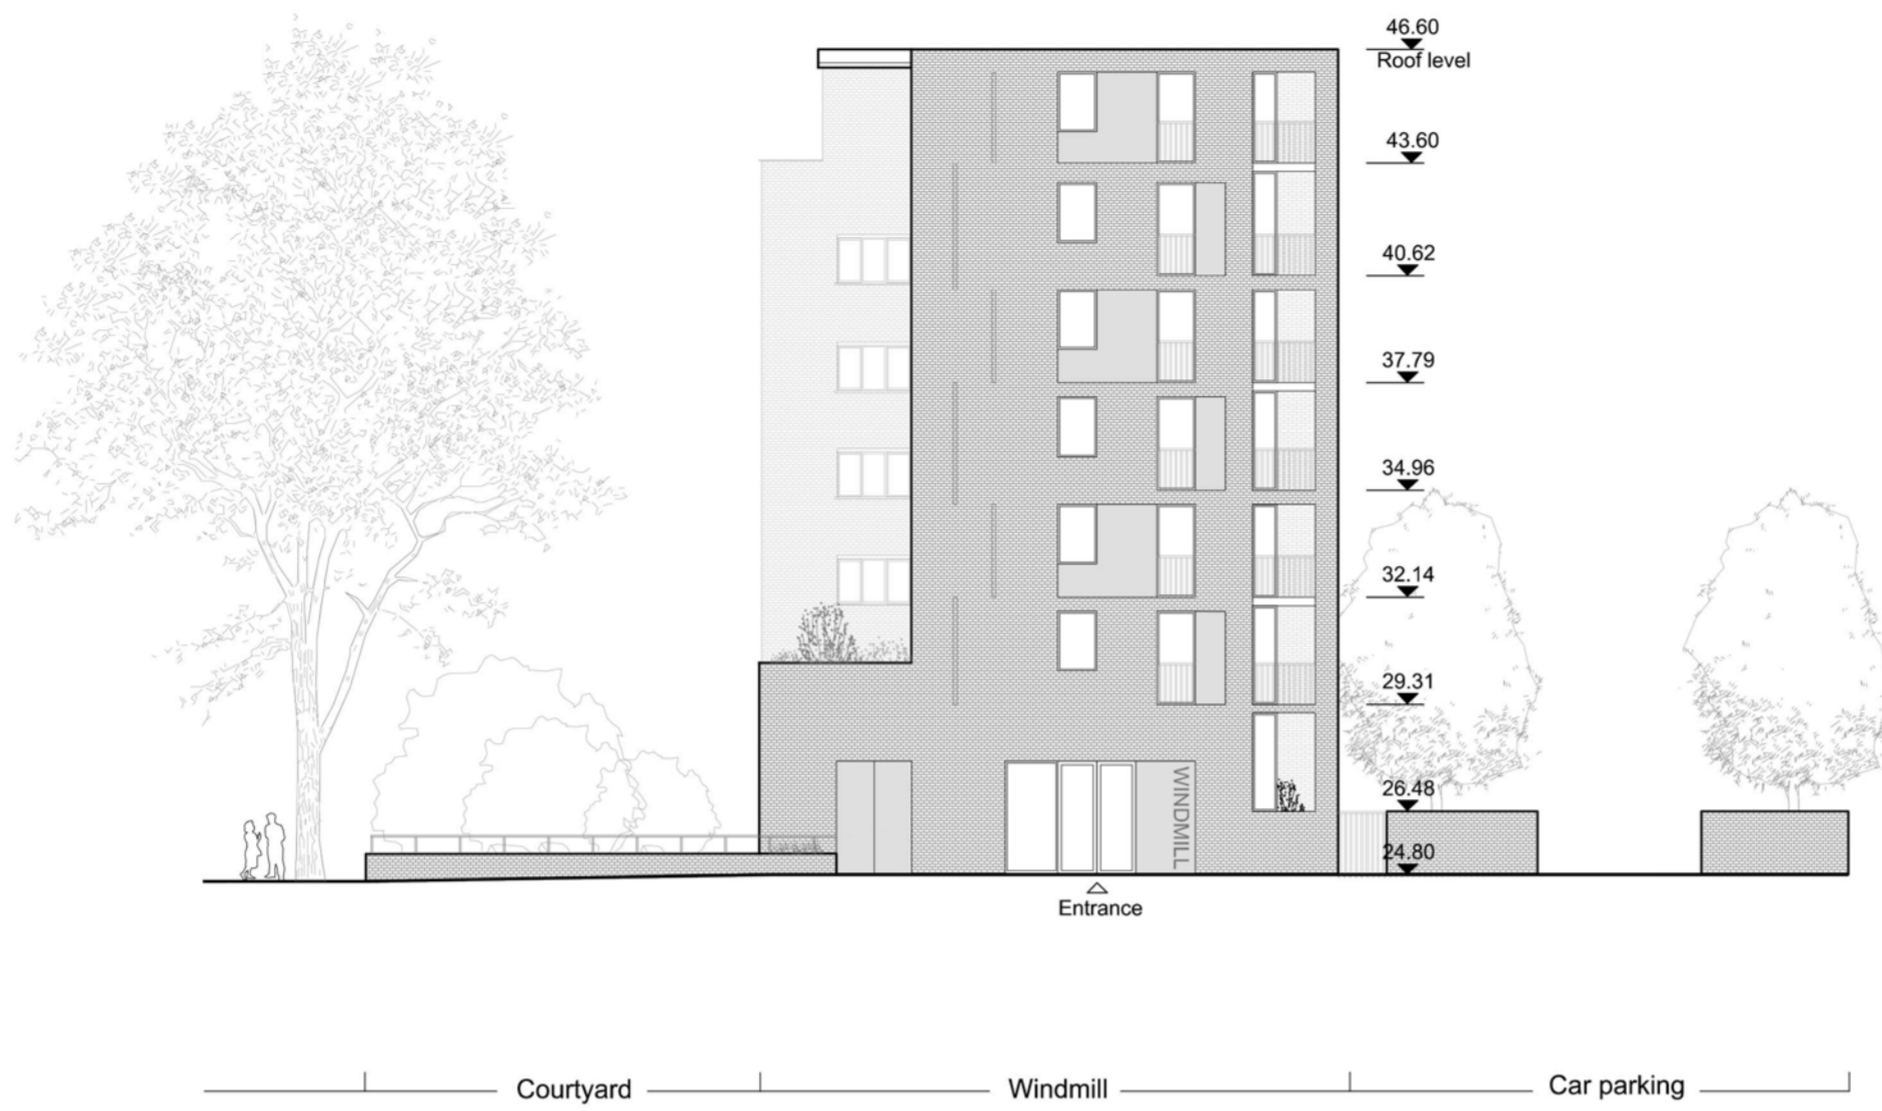 46.60
Roof level
43.60
40.62
37.79
34.96
32.14
29.31
26.48
WINDMILL
24.80
Entrance
Courtyard
Windmill
Car parking